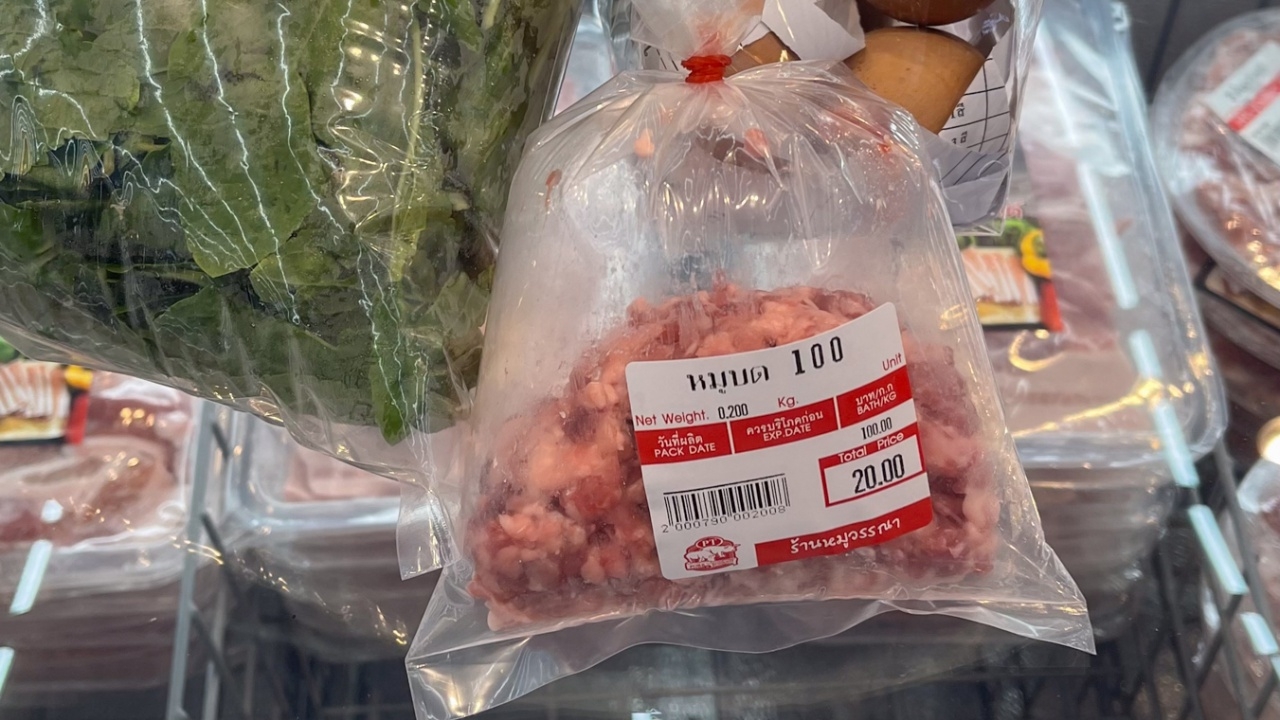 หมูบด 100
Net Weight. 0.200 Kg. Unit
วันที่ผลิต ควรบริโภคก่อน บาท/ก.ก
PACK DATE EXP.DATE BATH/KG
100.00
Total Price
20.00
2 000790 002008
PT
ร้านหมูวรรณา